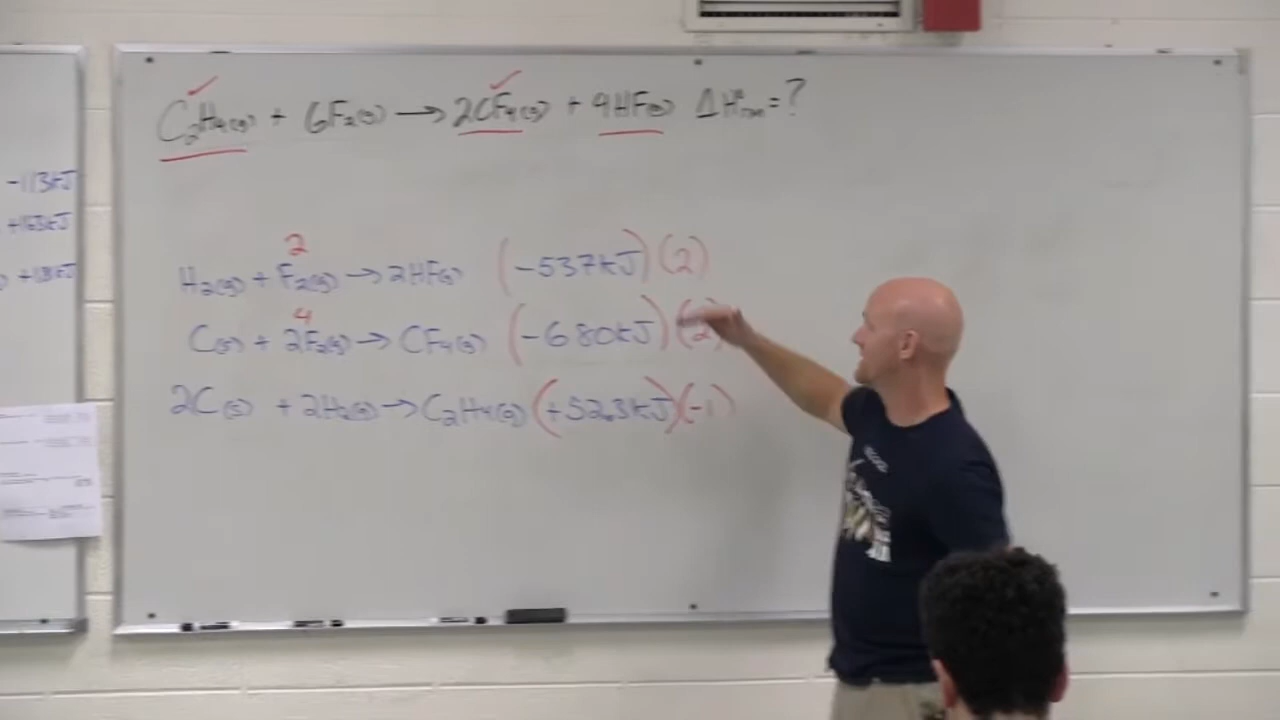 C₂H₄(g) + 6F₂(g) → 2CF₄(g) + 4HF(g) ΔH°rxn = ?
-113kJ
+163kJ
+18kJ
2
H₂(g) + F₂(g) → 2HF(g) (-537kJ)(2)
4
C(s) + 2F₂(g) → CF₄(g) (-680kJ)(2)
2C(s) + 2H₂(g) → C₂H₄(g) (+52.3kJ)(-1)